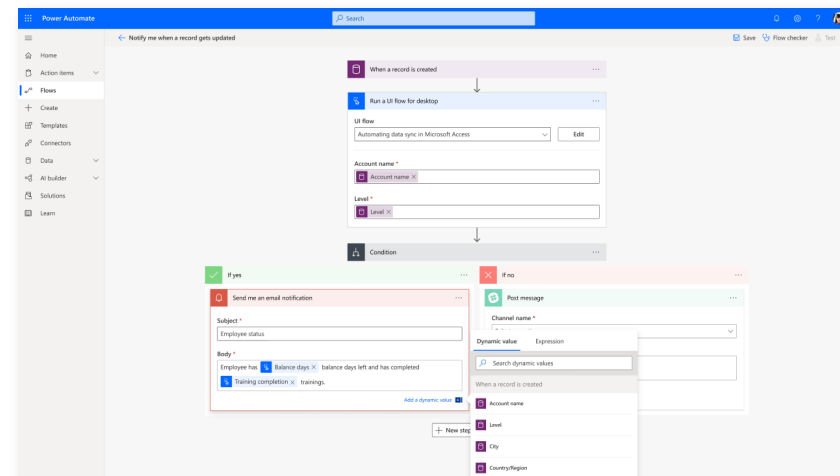 Power Automate
Search
?
Notify me when a record gets updated
Save
Flow checker
Test
Home
Action items
Flows
Create
Templates
Connectors
Data
AI builder
Solutions
Learn
When a record is created
Run a UI flow for desktop
UI flow
Automating data sync in Microsoft Access
Edit
Account name *
Account name ×
Level *
Level ×
Condition
If yes
If no
Send me an email notification
Subject *
Employee status
Body *
Employee has Balance days × balance days left and has completed
Training completion × trainings.
Add a dynamic value
Post message
Channel name *
Dynamic value
Expression
Search dynamic values
When a record is created
Account name
Level
City
Country/Region
+ New step